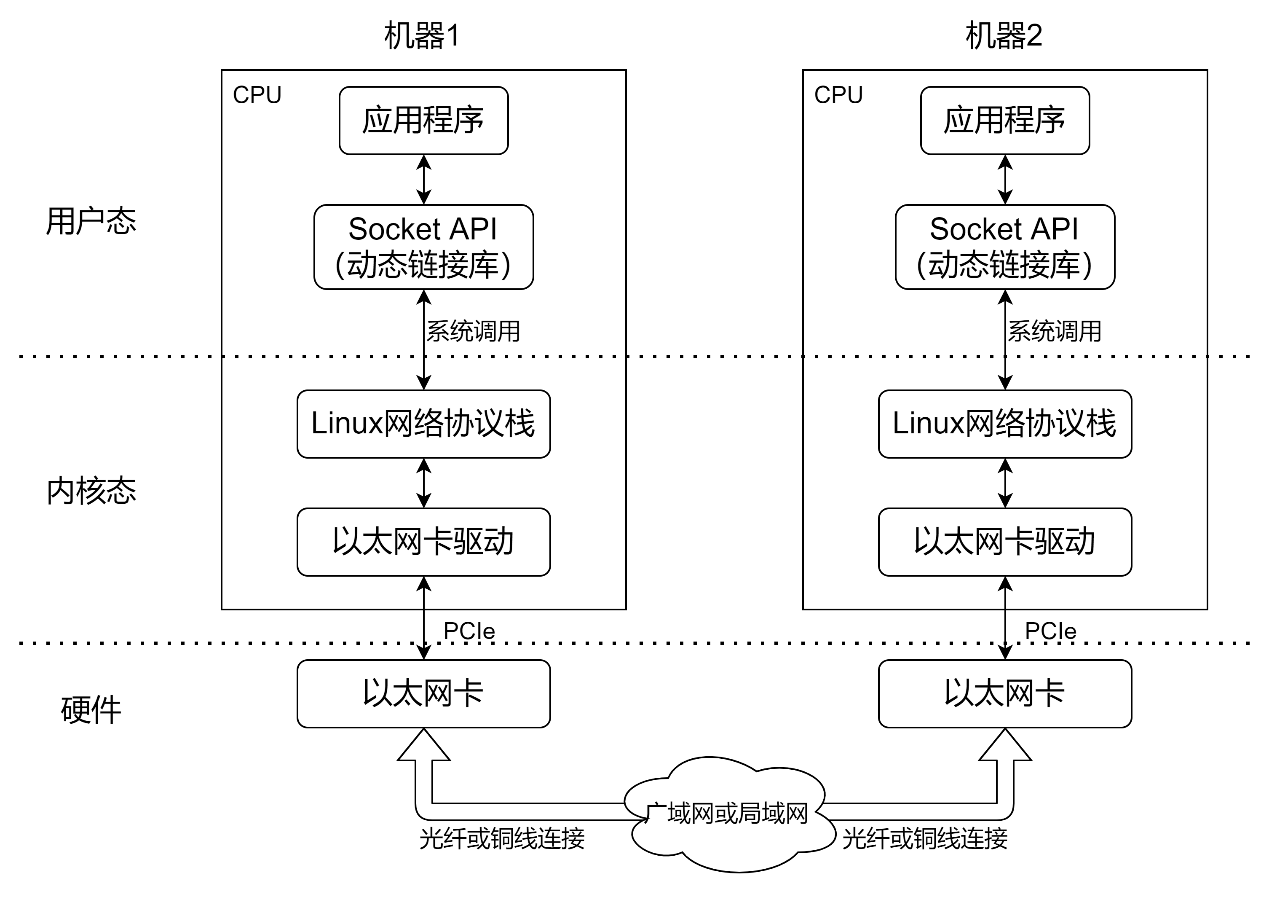 机器1
机器2
CPU
应用程序
CPU
应用程序
用户态
Socket API
（动态链接库）
Socket API
（动态链接库）
系统调用
系统调用
Linux网络协议栈
Linux网络协议栈
内核态
以太网卡驱动
以太网卡驱动
PCIe
PCIe
硬件
以太网卡
以太网卡
广域网或局域网
光纤或铜线连接
光纤或铜线连接